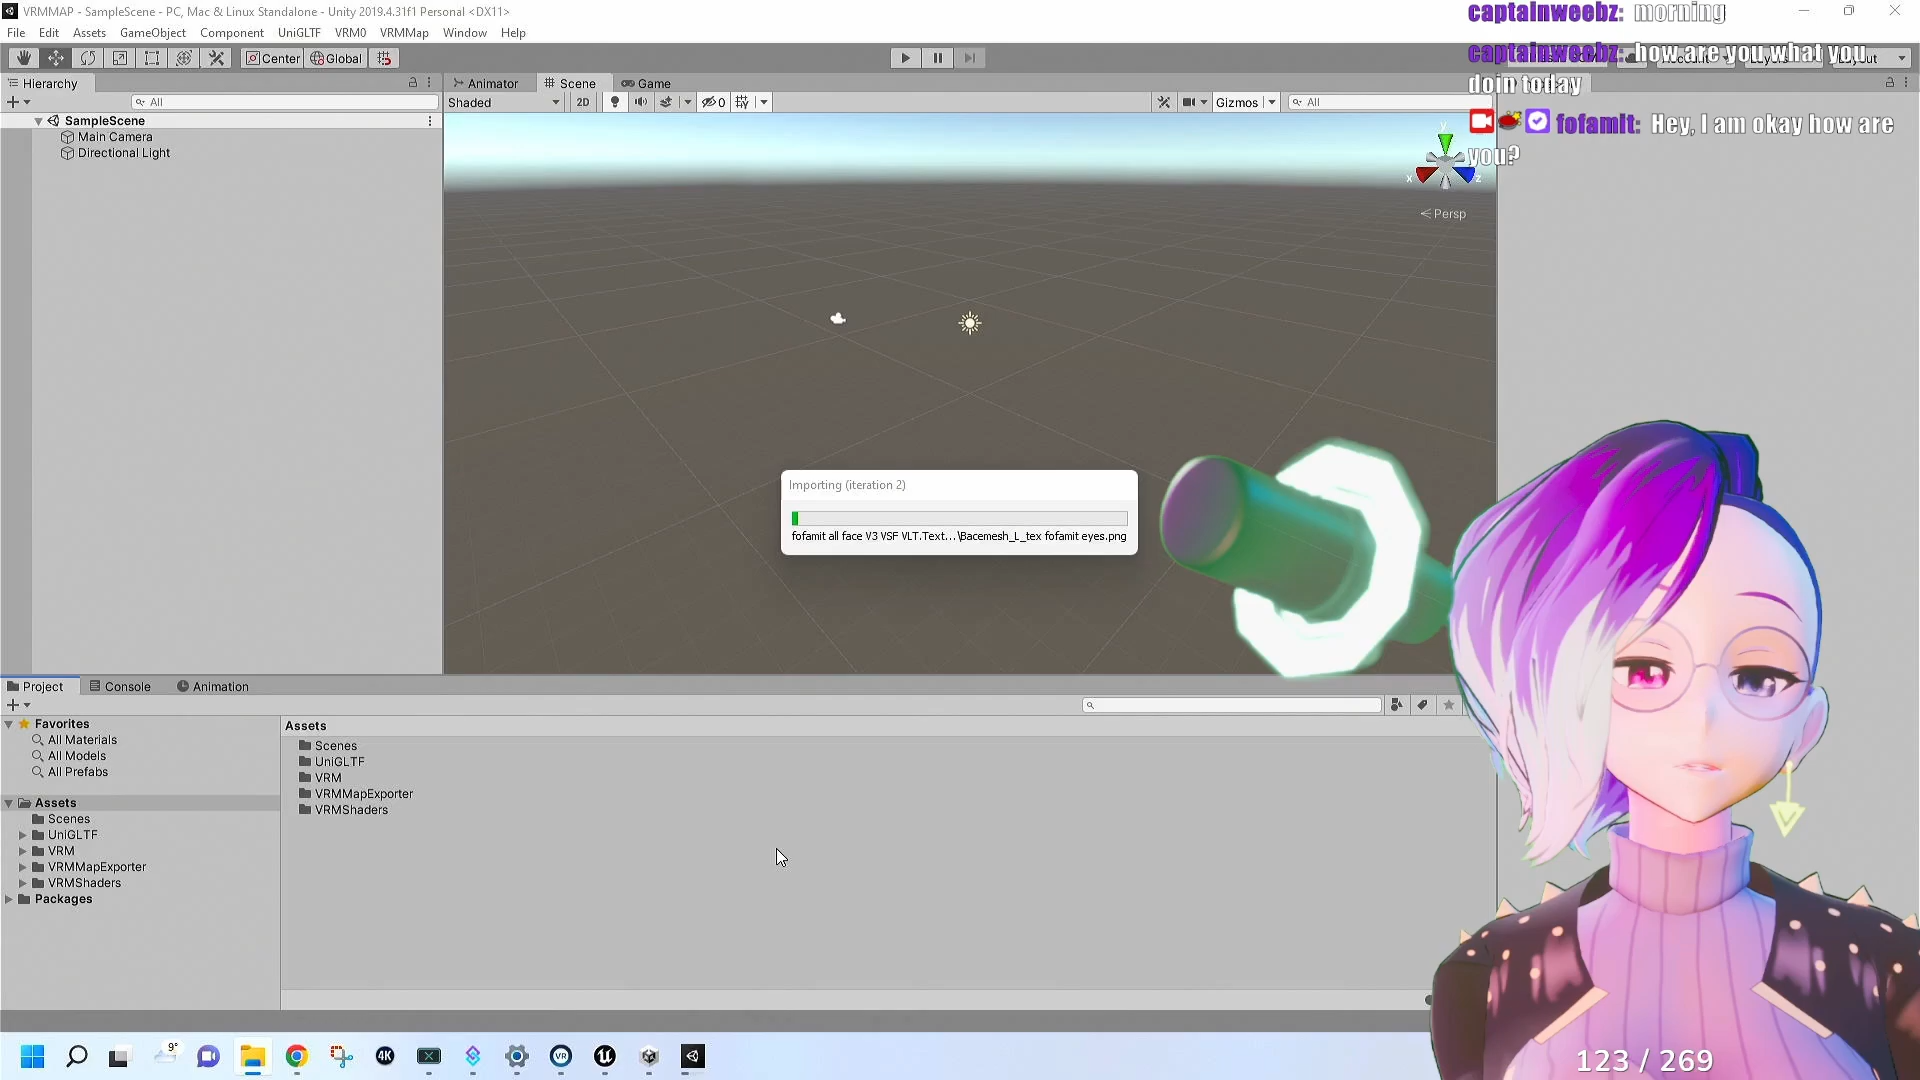 VRMMAP - SampleScene - PC, Mac & Linux Standalone - Unity 2019.4.31f1 Personal <DX11>
File Edit Assets GameObject Component UniGLTF VRM0 VRMMap Window Help
Center Global
captainweebz: morning
captainweebz: how are you what you
doin today
fofamit: Hey, I am okay how are
you?
Hierarchy
All
SampleScene
Main Camera
Directional Light
Animator Scene Game
Shaded 2D 0 Gizmos All
y
x z
Persp
Importing (iteration 2)
fofamit all face V3 VSF VLT.Text...\Bacemesh_L_tex fofamit eyes.png
Project Console Animation
Favorites
All Materials
All Models
All Prefabs
Assets
Scenes
UniGLTF
VRM
VRMMapExporter
VRMShaders
Packages
Assets
Scenes
UniGLTF
VRM
VRMMapExporter
VRMShaders
9°
4K
VR
123 / 269